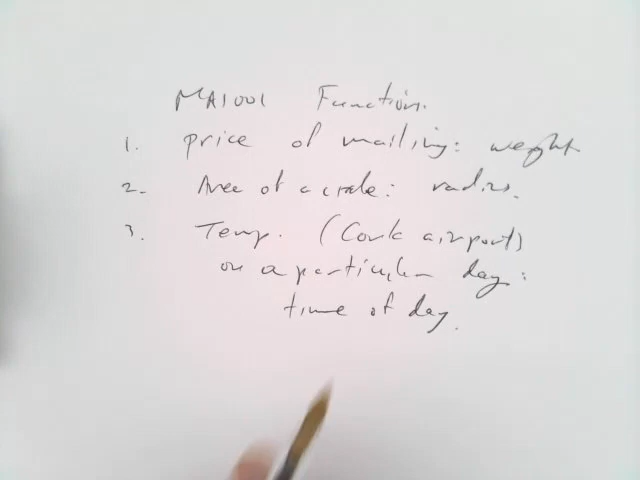 MA1001 Function.
1. price of mailing: weight
2. Area of a circle: radius.
3. Temp. (Cork airport)
on a particular day:
time of day.